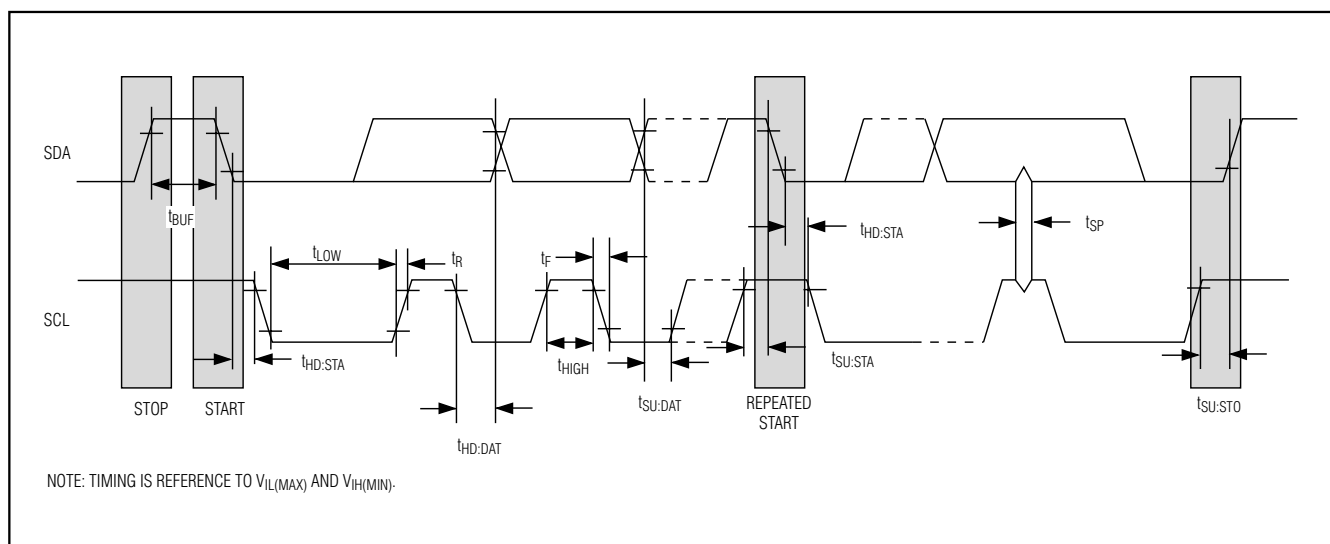 SDA
tBUF
tLOW
tR
tF
tHD:STA
tSP
SCL
tHD:STA
tHIGH
tSU:DAT
tSU:STA
tHD:DAT
tSU:STO
STOP
START
REPEATED
START
NOTE: TIMING IS REFERENCE TO VIL(MAX) AND VIH(MIN).